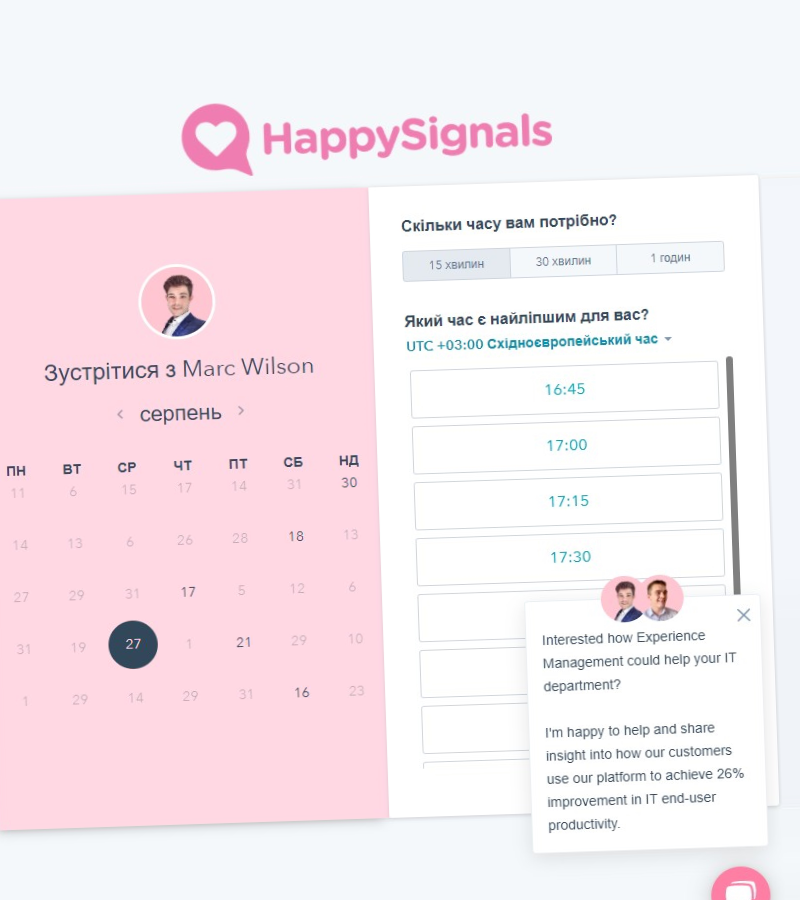 HappySignals
Зустрітися з Marc Wilson
серпень
ПН ВТ СР ЧТ ПТ СБ НД
11 6 15 17 14 31 30
14 13 6 26 28 18 13
27 29 31 17 5 12 6
31 19 27 1 21 29 10
1 29 14 29 31 16 23
Скільки часу вам потрібно?
15 хвилин 30 хвилин 1 годин
Який час є найліпшим для вас?
UTC +03:00 Східноєвропейський час
16:45
17:00
17:15
17:30
Interested how Experience
Management could help your IT
department?
I'm happy to help and share
insight into how our customers
use our platform to achieve 26%
improvement in IT end-user
productivity.